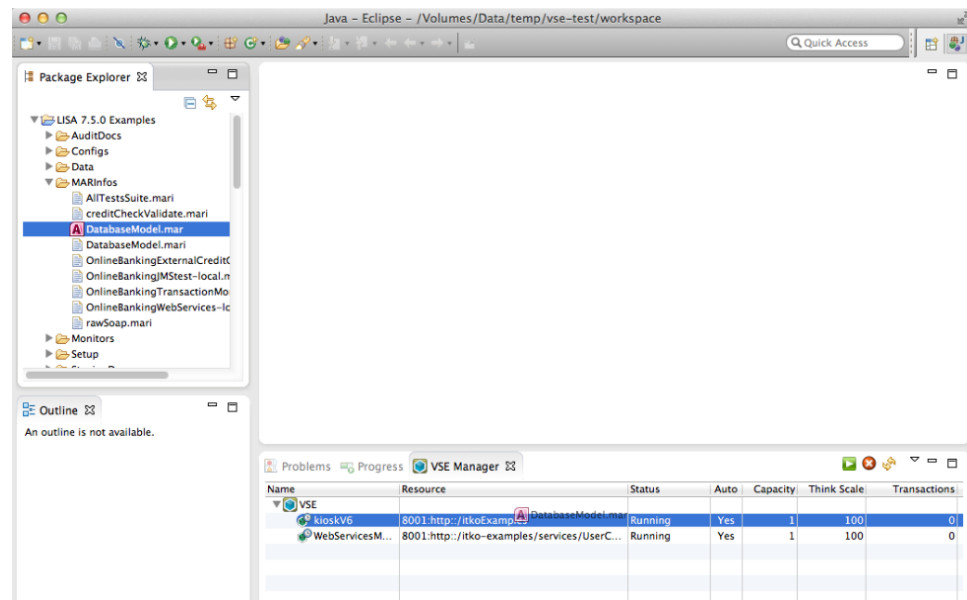 Java – Eclipse – /Volumes/Data/temp/vse-test/workspace
Quick Access
Package Explorer
LISA 7.5.0 Examples
AuditDocs
Configs
Data
MARInfos
AllTestsSuite.mari
creditCheckValidate.mari
DatabaseModel.mar
DatabaseModel.mari
OnlineBankingExternalCredit
OnlineBankingJMStest-local.m
OnlineBankingTransactionMo
OnlineBankingWebServices-lc
rawSoap.mari
Monitors
Setup
Outline
An outline is not available.
Problems Progress VSE Manager
Name Resource Status Auto Capacity Think Scale Transactions
VSE
kioskV6 8001:http::/itkoExamples DatabaseModel.mar Running Yes 1 100 0
WebServicesM... 8001:http::/itko-examples/services/UserC... Running Yes 1 100 0